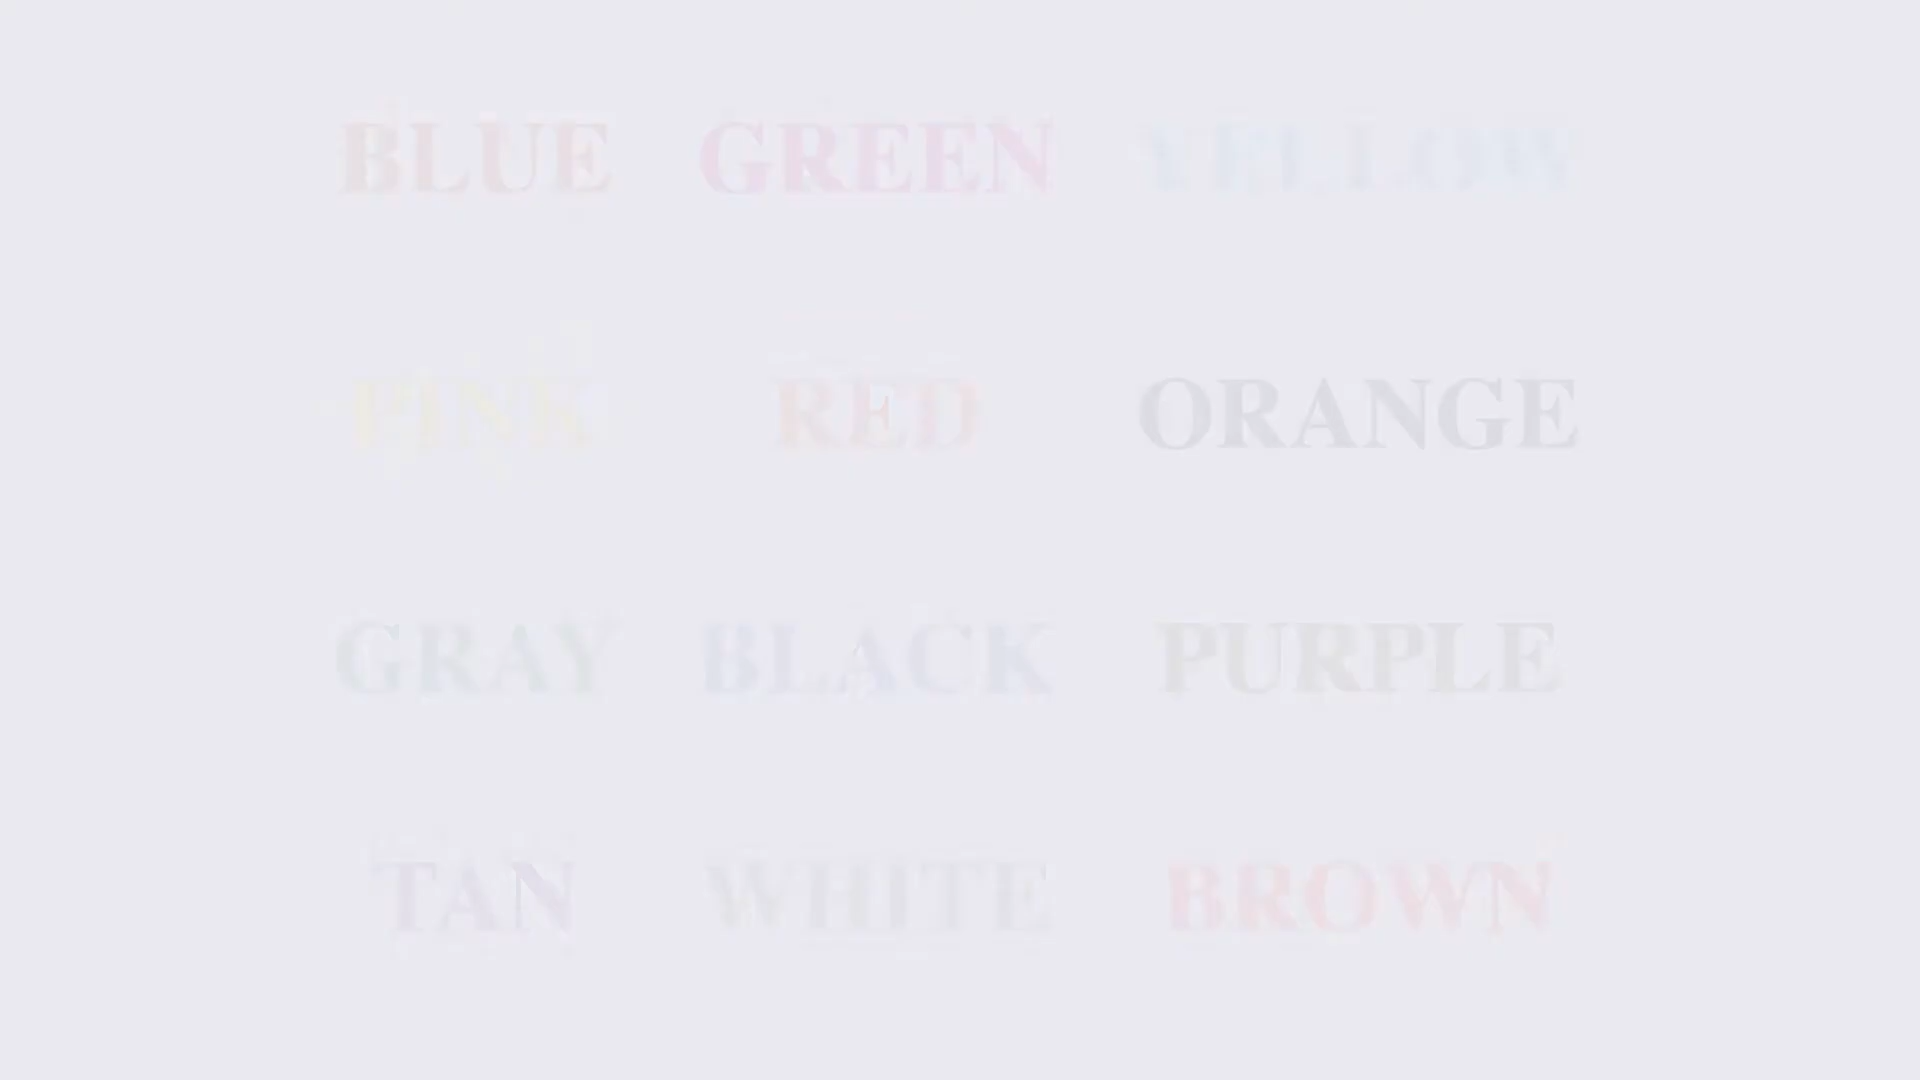 BLUE GREEN YELLOW
PINK RED ORANGE
GRAY BLACK PURPLE
TAN WHITE BROWN